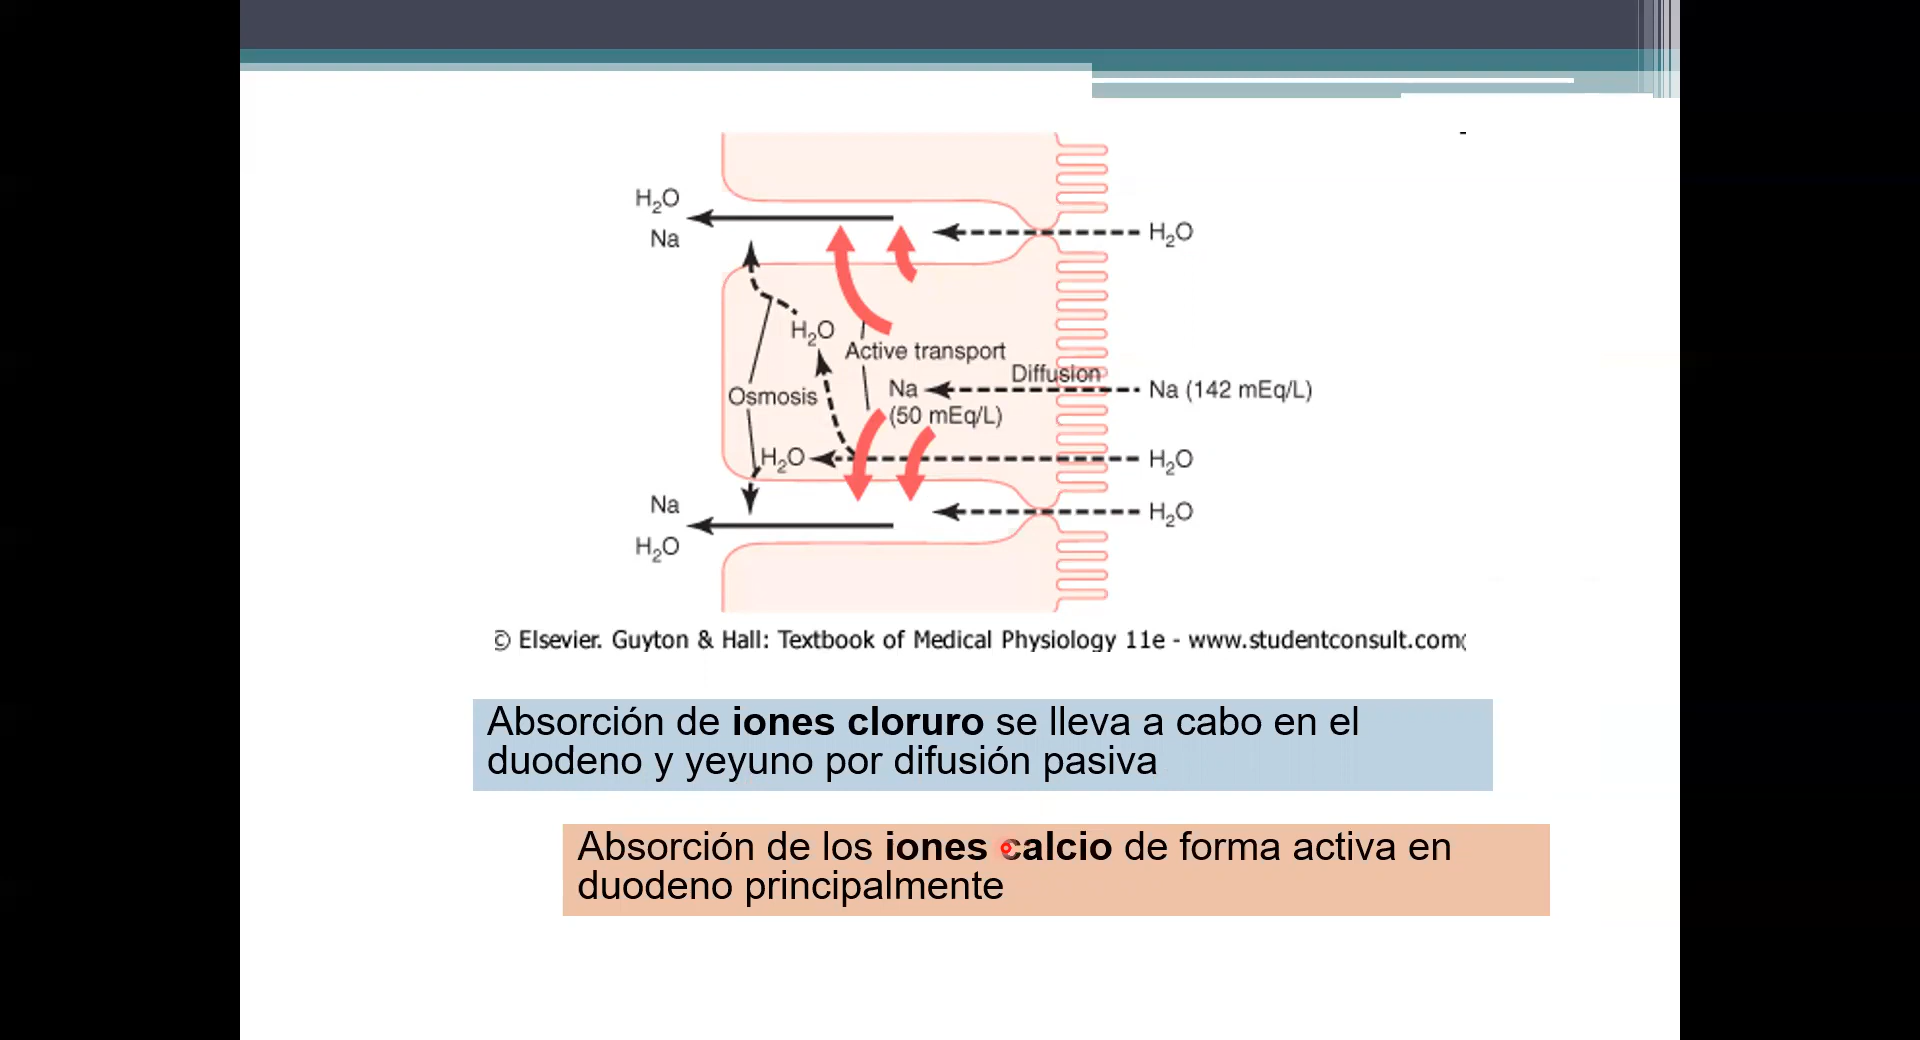 H2O
Na
H2O
H2O
Active transport
Diffusion
Osmosis
Na
Na (142 mEq/L)
(50 mEq/L)
H2O
H2O
Na
H2O
H2O
© Elsevier. Guyton & Hall: Textbook of Medical Physiology 11e - www.studentconsult.com
Absorción de iones cloruro se lleva a cabo en el
duodeno y yeyuno por difusión pasiva
Absorción de los iones calcio de forma activa en
duodeno principalmente